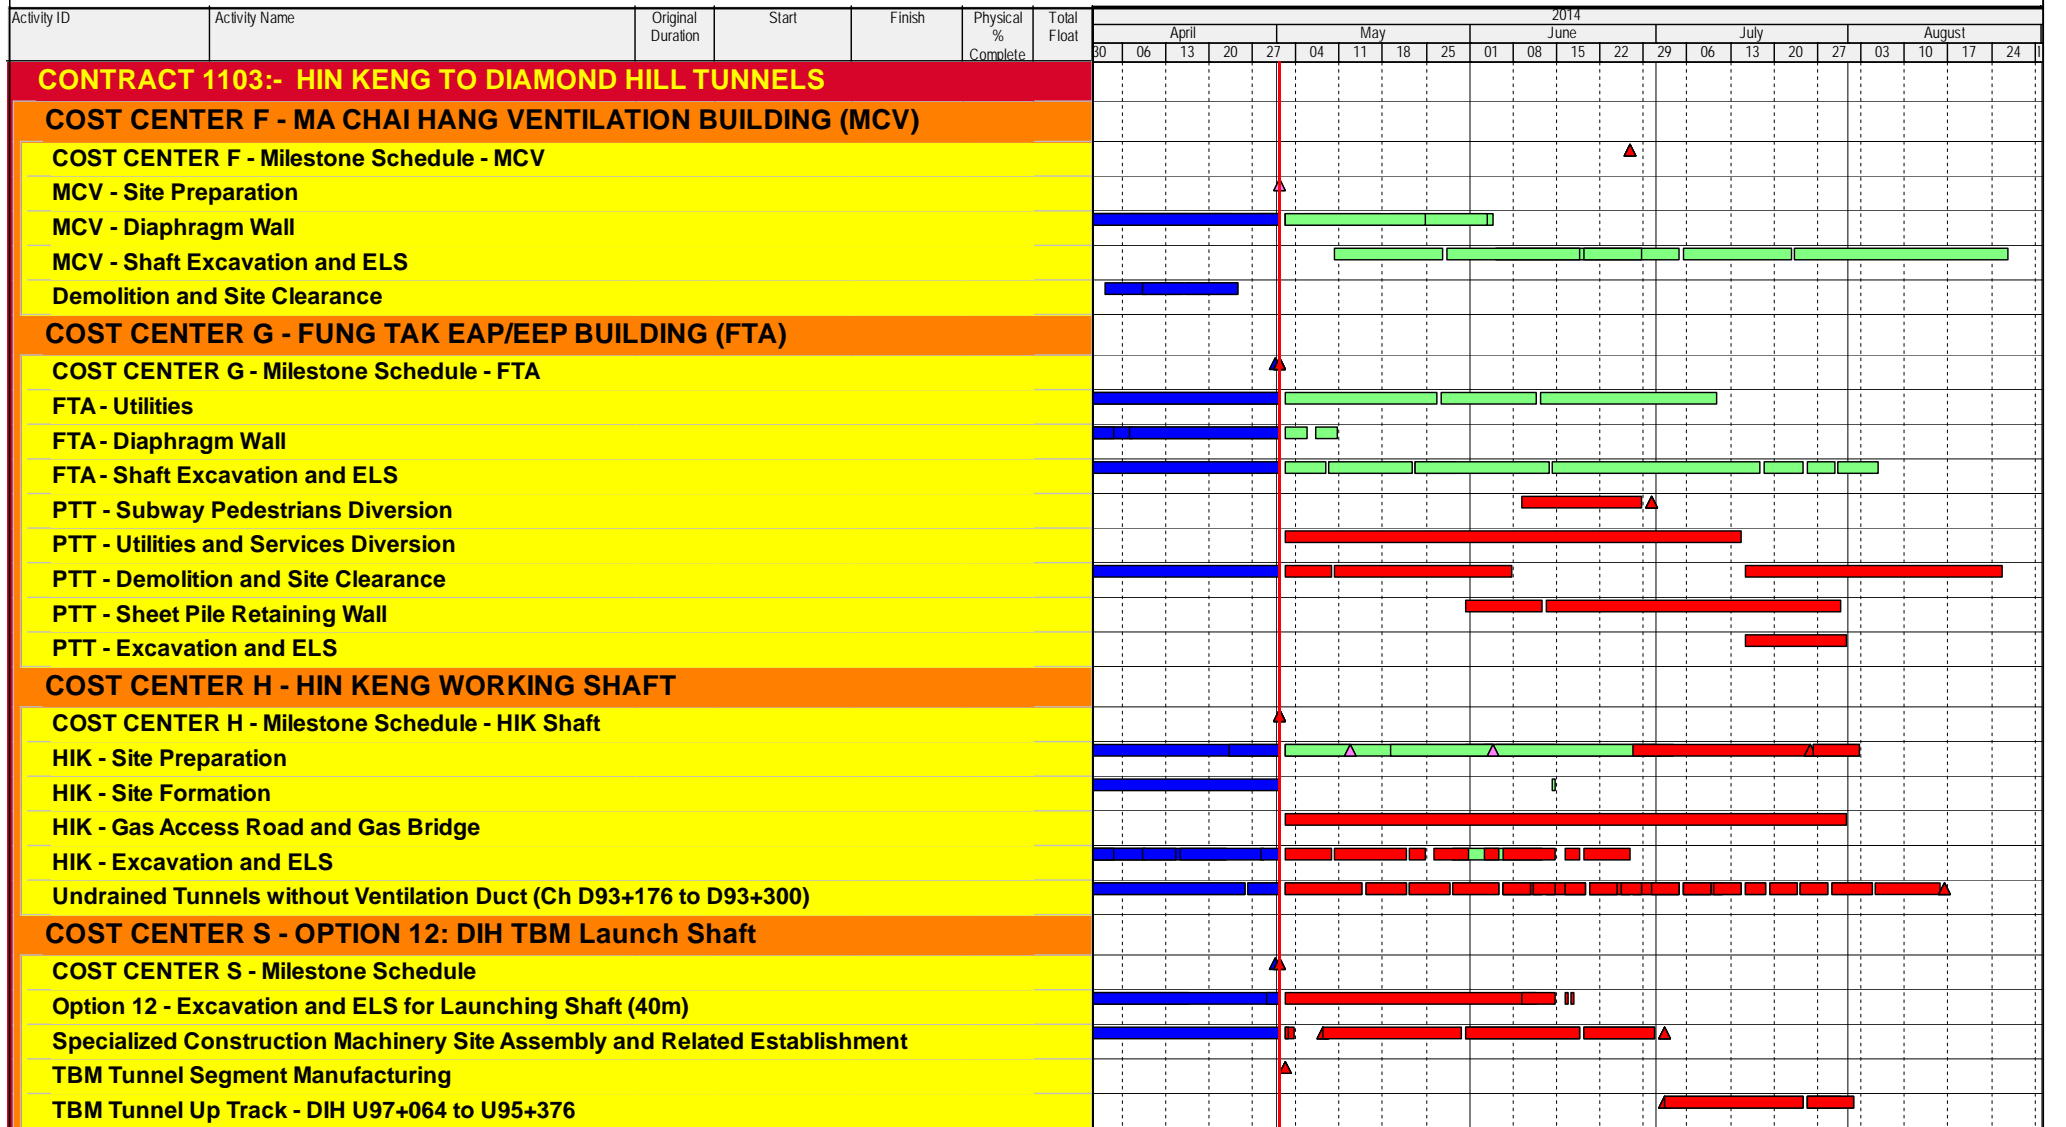 Activity ID Activity Name Original Start Finish Physical Total 2014
Duration % Float April May June July August
Complete 30 06 13 20 27 04 11 18 25 01 08 15 22 29 06 13 20 27 03 10 17 24
CONTRACT 1103:- HIN KENG TO DIAMOND HILL TUNNELS
COST CENTER F - MA CHAI HANG VENTILATION BUILDING (MCV)
COST CENTER F - Milestone Schedule - MCV
MCV - Site Preparation
MCV - Diaphragm Wall
MCV - Shaft Excavation and ELS
Demolition and Site Clearance
COST CENTER G - FUNG TAK EAP/EEP BUILDING (FTA)
COST CENTER G - Milestone Schedule - FTA
FTA - Utilities
FTA - Diaphragm Wall
FTA - Shaft Excavation and ELS
PTT - Subway Pedestrians Diversion
PTT - Utilities and Services Diversion
PTT - Demolition and Site Clearance
PTT - Sheet Pile Retaining Wall
PTT - Excavation and ELS
COST CENTER H - HIN KENG WORKING SHAFT
COST CENTER H - Milestone Schedule - HIK Shaft
HIK - Site Preparation
HIK - Site Formation
HIK - Gas Access Road and Gas Bridge
HIK - Excavation and ELS
Undrained Tunnels without Ventilation Duct (Ch D93+176 to D93+300)
COST CENTER S - OPTION 12: DIH TBM Launch Shaft
COST CENTER S - Milestone Schedule
Option 12 - Excavation and ELS for Launching Shaft (40m)
Specialized Construction Machinery Site Assembly and Related Establishment
TBM Tunnel Segment Manufacturing
TBM Tunnel Up Track - DIH U97+064 to U95+376